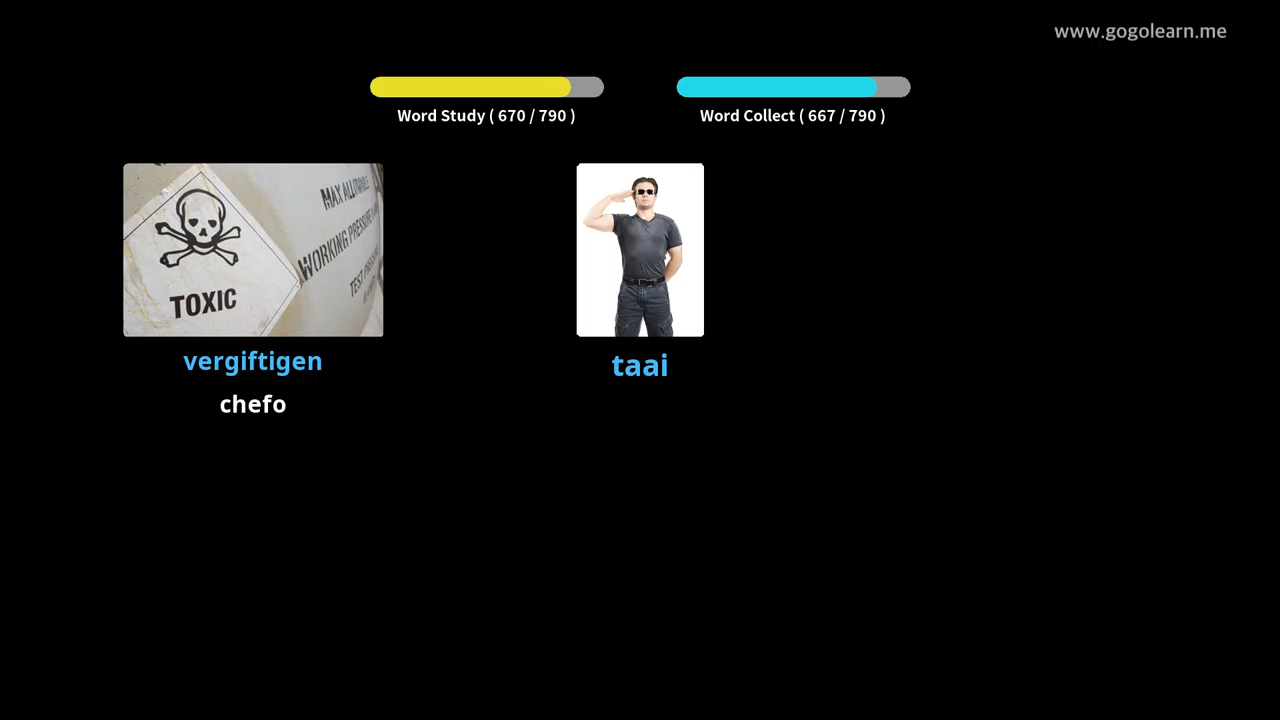 www.gogolearn.me
Word Study ( 670 / 790 )
Word Collect ( 667 / 790 )
MAX ALLOWABLE
WORKING PRESSURE
TEST
TOXIC
vergiftigen
taai
chefo